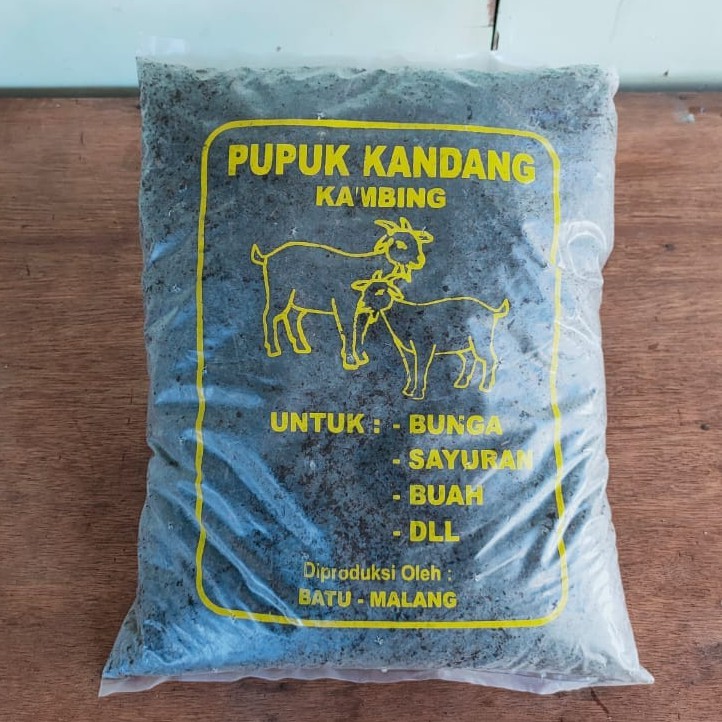 PUPUK KANDANG
KAMBING
UNTUK : - BUNGA
- SAYURAN
- BUAH
- DLL
Diproduksi Oleh :
BATU - MALANG